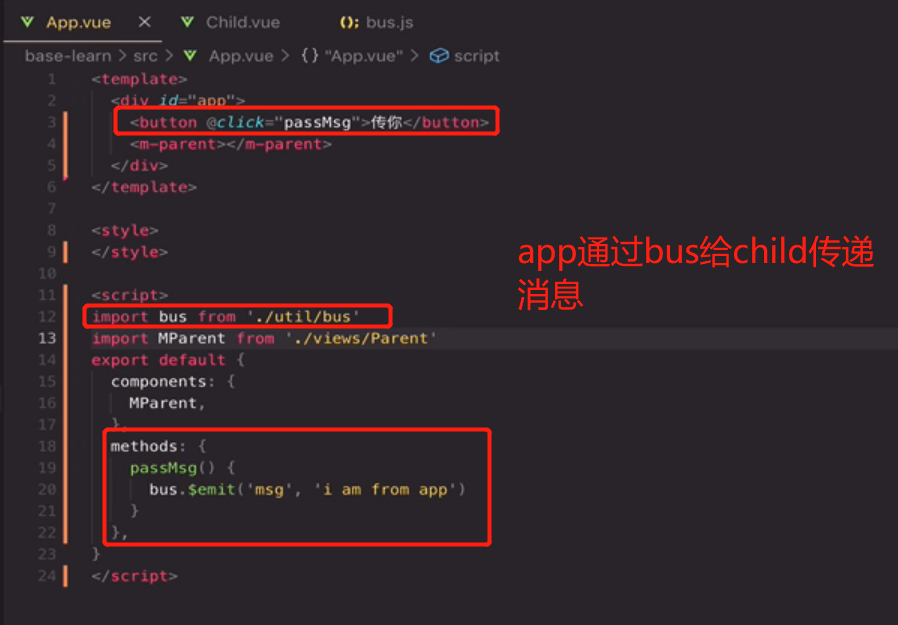 App.vue Child.vue (); bus.js
base-learn > src > App.vue > {} "App.vue" > script
1 <template>
2 <div id="app">
3 <button @click="passMsg">传你</button>
4 <m-parent></m-parent>
5 </div>
6 </template>
7
8 <style>
9 </style>
10
11 <script>
12 import bus from './util/bus'
13 import MParent from './views/Parent'
14 export default {
15 components: {
16 MParent,
17 },
18 methods: {
19 passMsg() {
20 bus.$emit('msg', 'i am from app')
21 }
22 },
23 }
24 </script>
app通过bus给child传递
消息